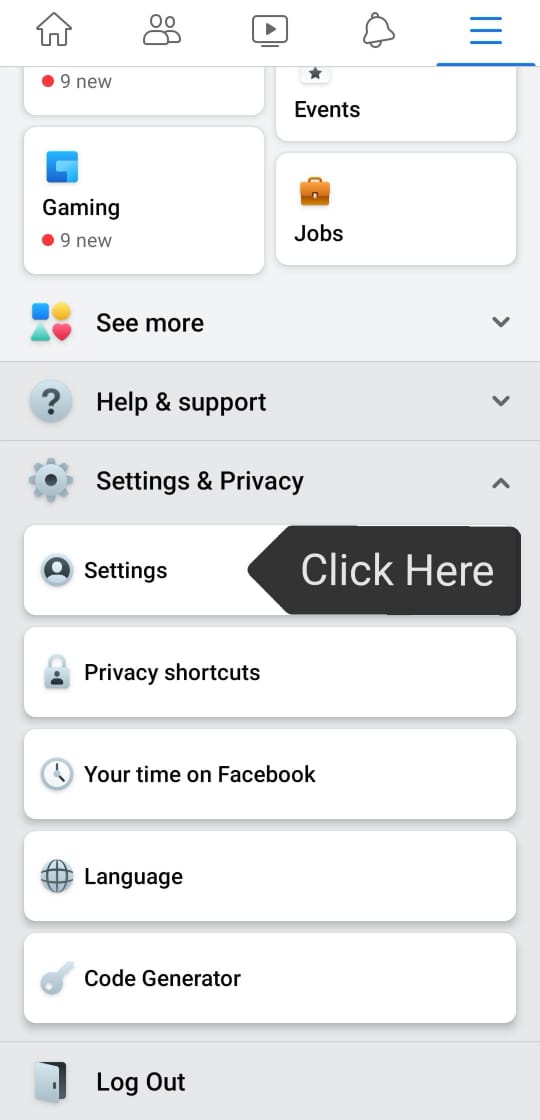 9 new
Events
Gaming
9 new
Jobs
See more
Help & support
Settings & Privacy
Settings
Click Here
Privacy shortcuts
Your time on Facebook
Language
Code Generator
Log Out